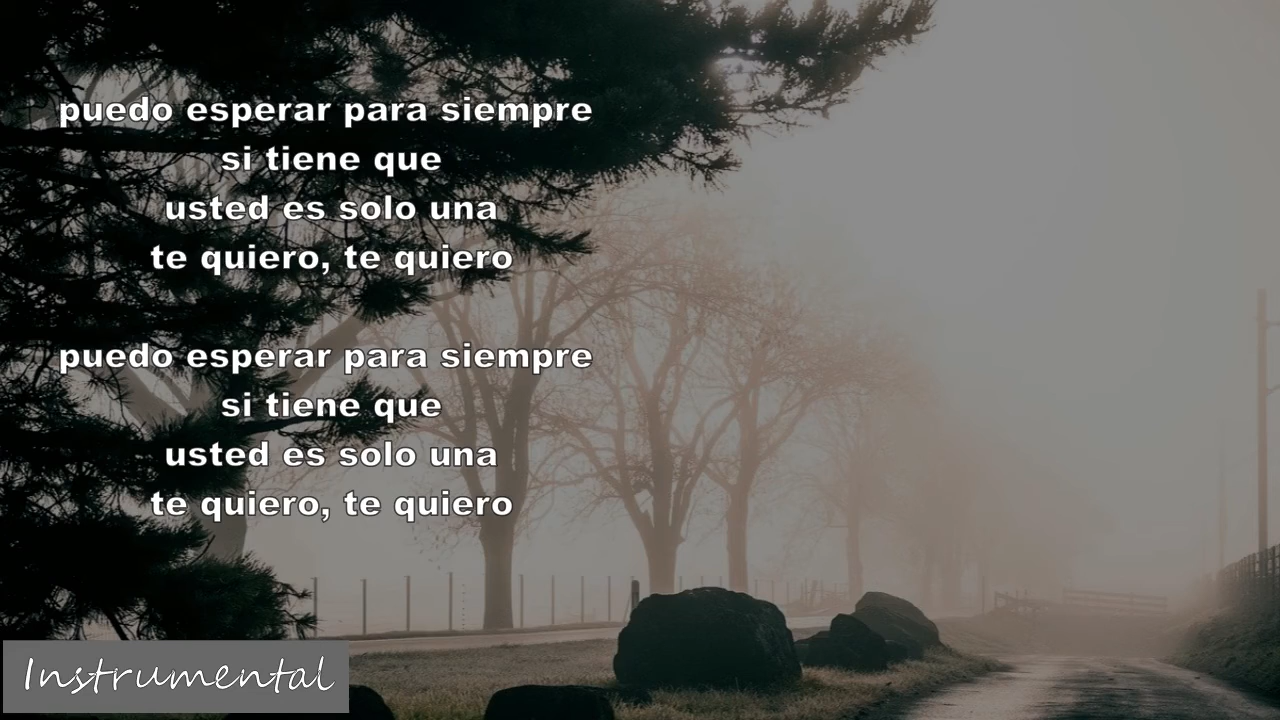 puedo esperar para siempre
si tiene que
usted es solo una
te quiero, te quiero
puedo esperar para siempre
si tiene que
usted es solo una
te quiero, te quiero
Instrumental